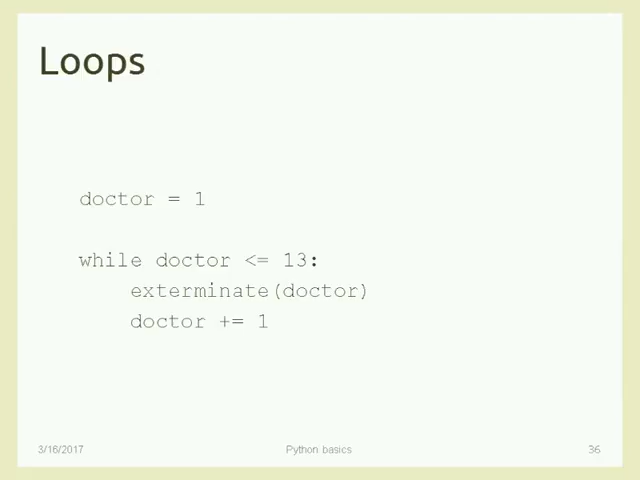 Loops
doctor = 1
while doctor <= 13:
    exterminate(doctor)
    doctor += 1
3/16/2017
Python basics
36